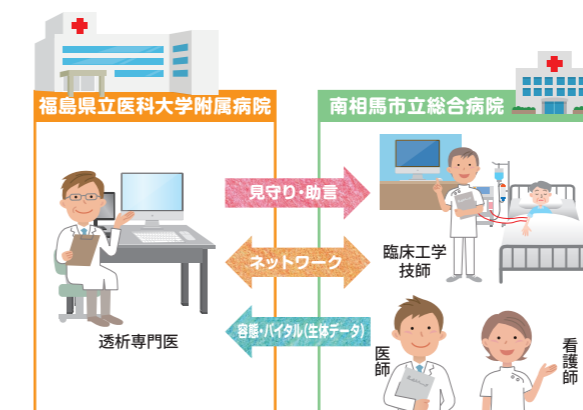 福島県立医科大学附属病院
南相馬市立総合病院
見守り・助言
ネットワーク
容態・バイタル(生体データ)
透析専門医
臨床工学
技師
医師
看護師